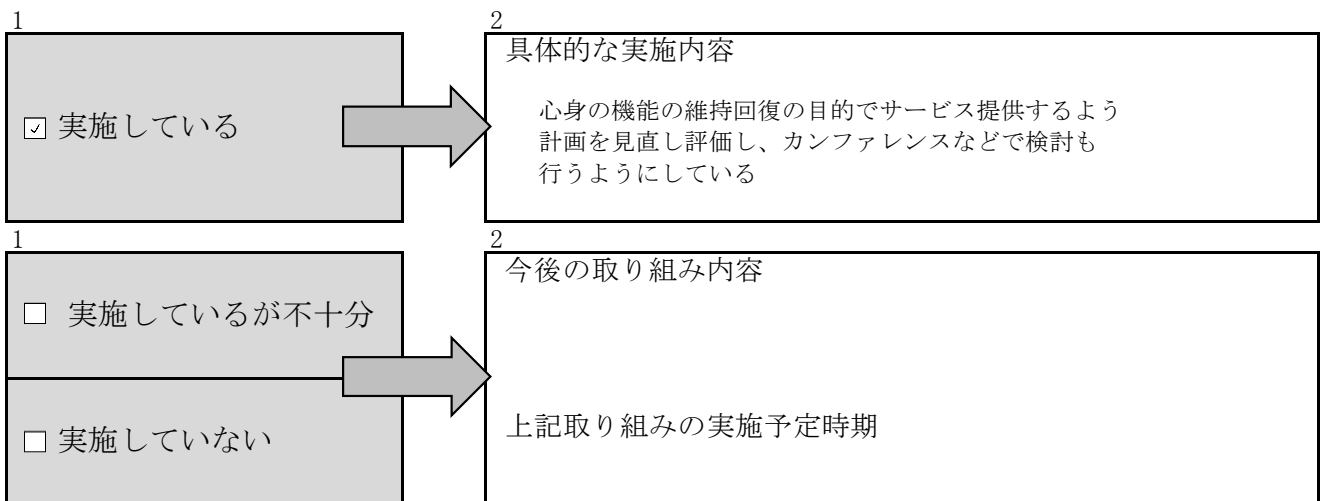 1
☑ 実施している
2
具体的な実施内容
心身の機能の維持回復の目的でサービス提供するよう
計画を見直し評価し、カンファレンスなどで検討も
行うようにしている
1
☐ 実施しているが不十分
☐ 実施していない
2
今後の取り組み内容
上記取り組みの実施予定時期